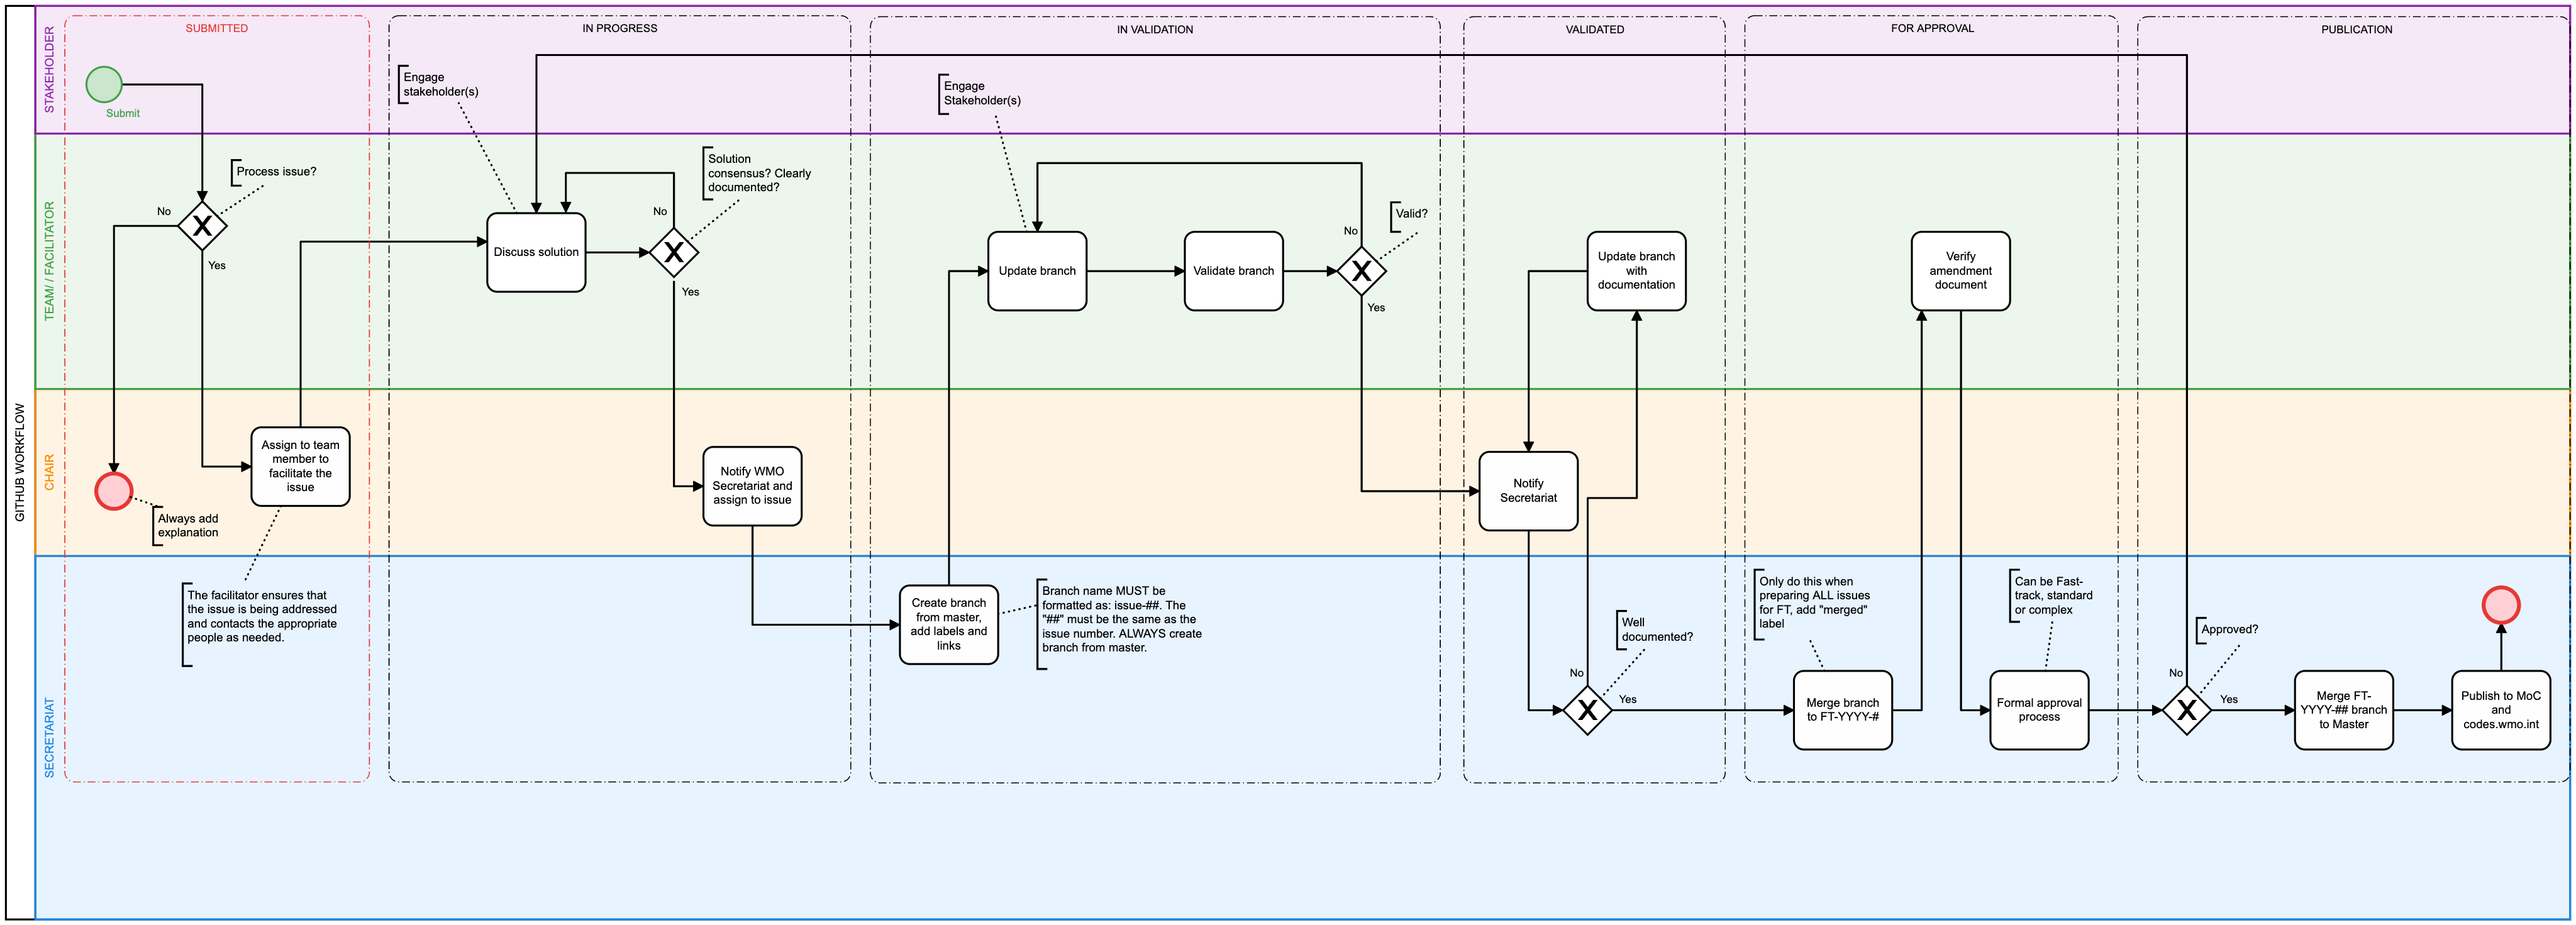 GITHUB WORKFLOW
STAKEHOLDER
TEAM/ / FACILITATOR
CHAIR
SECRETARIAT
SUBMITTED
Submit
Process issue?
No
Yes
Assign to team
member to
facilitate the
issue
Always add
explanation
The facilitator ensures that
the issue is being addressed
and contacts the appropriate
people as needed.
IN PROGRESS
Engage
stakeholder(s)
Discuss solution
Solution
consensus? Clearly
documented?
No
Yes
Notify WMO
Secretariat and
assign to issue
IN VALIDATION
Engage
Stakeholder(s)
Update branch
Validate branch
Valid?
No
Yes
Create branch
from master,
add labels and
links
Branch name MUST be
formatted as: issue-##. The
"##" must be the same as the
issue number. ALWAYS create
branch from master.
VALIDATED
Update branch
with
documentation
Notify
Secretariat
Well
documented?
No
Yes
FOR APPROVAL
Verify
amendment
document
Only do this when
preparing ALL issues
for FT, add "merged"
label
Merge branch
to FT-YYYY-#
Can be Fast-
track, standard
or complex
Formal approval
process
PUBLICATION
Approved?
No
Yes
Merge FT-
YYYY-## branch
to Master
Publish to MoC
and
codes.wmo.int